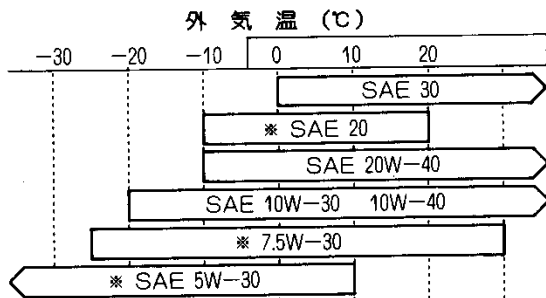 外気温 (℃)
−30 −20 −10 0 10 20
SAE 30
※ SAE 20
SAE 20W−40
SAE 10W−30 10W−40
※ 7.5W−30
※ SAE 5W−30